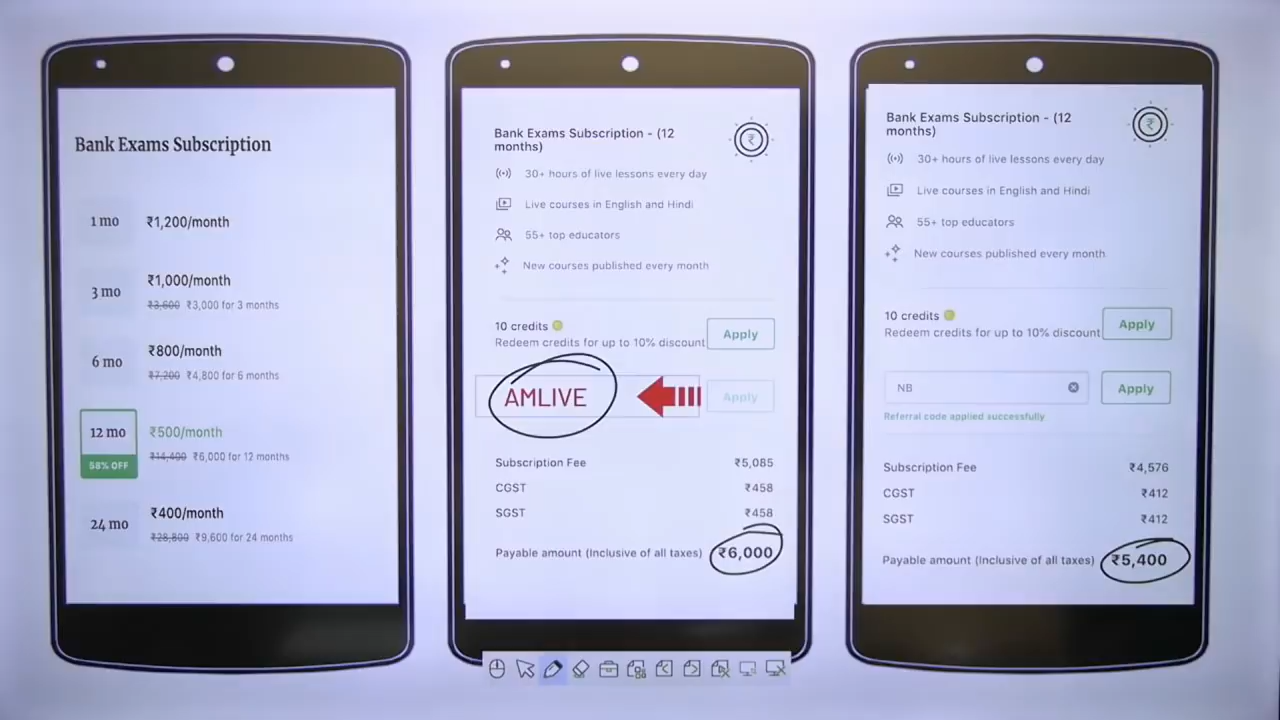 Bank Exams Subscription
1 mo ₹1,200/month
3 mo ₹1,000/month
₹3,600 ₹3,000 for 3 months
6 mo ₹800/month
₹7,200 ₹4,800 for 6 months
12 mo ₹500/month
58% OFF ₹14,400 ₹6,000 for 12 months
24 mo ₹400/month
₹28,800 ₹9,600 for 24 months
Bank Exams Subscription - (12
months)
30+ hours of live lessons every day
Live courses in English and Hindi
55+ top educators
New courses published every month
10 credits
Redeem credits for up to 10% discount Apply
AMLIVE Apply
Subscription Fee ₹5,085
CGST ₹458
SGST ₹458
Payable amount (Inclusive of all taxes) ₹6,000
Bank Exams Subscription - (12
months)
30+ hours of live lessons every day
Live courses in English and Hindi
55+ top educators
New courses published every month
10 credits
Redeem credits for up to 10% discount Apply
NB Apply
Referral code applied successfully
Subscription Fee ₹4,576
CGST ₹412
SGST ₹412
Payable amount (Inclusive of all taxes) ₹5,400